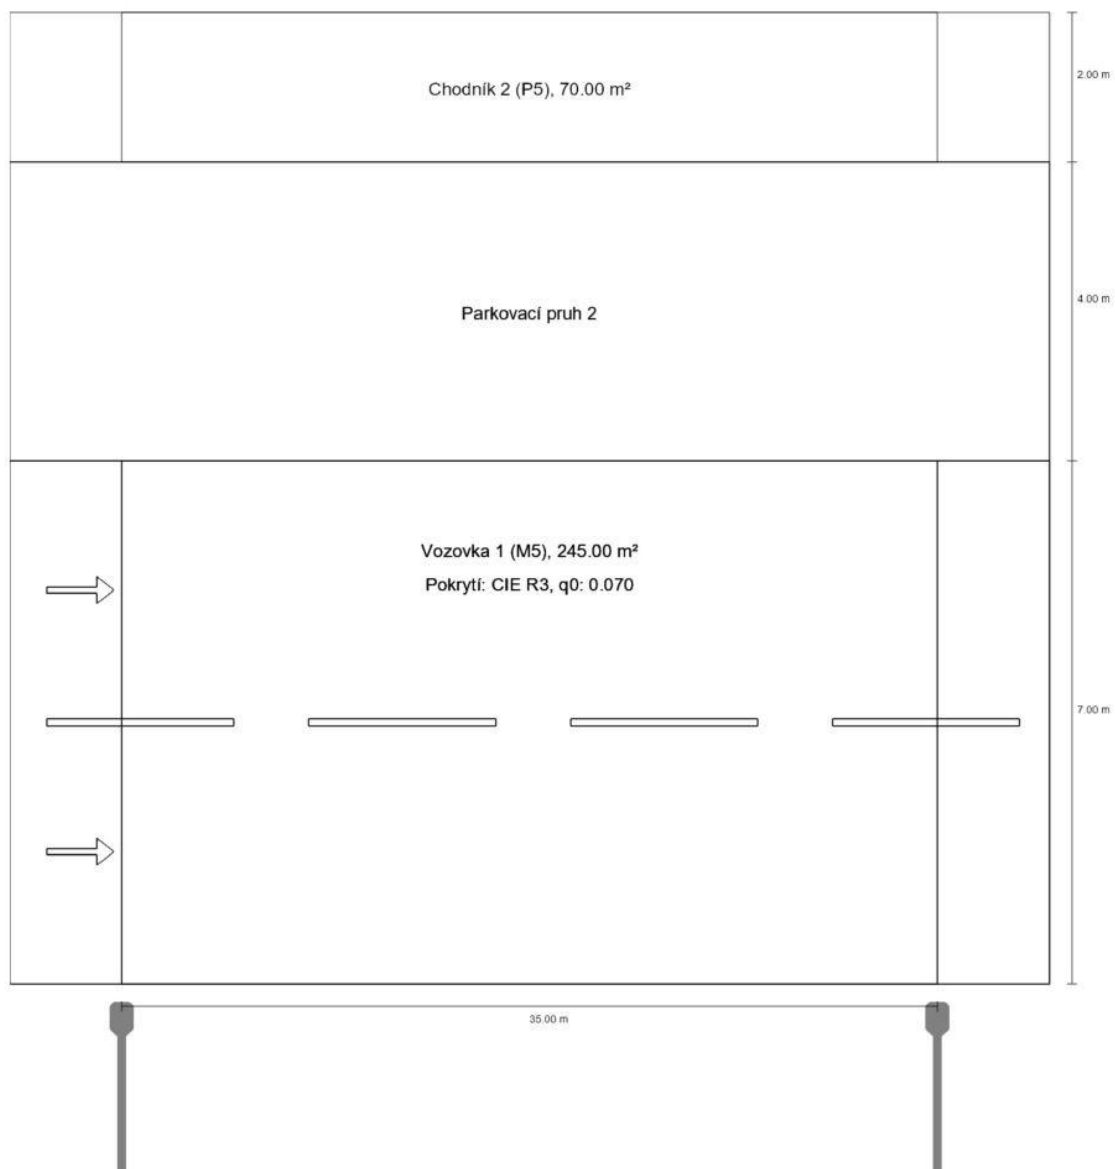 2.00 m
Chodník 2 (P5), 70.00 m²
4.00 m
Parkovací pruh 2
Vozovka 1 (M5), 245.00 m²
Pokrytí: CIE R3, q0: 0.070
7.00 m
35.00 m